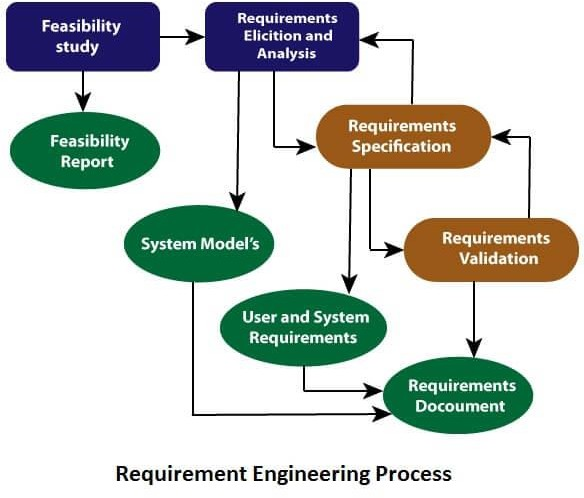 Feasibility
study
Requirements
Elicition and
Analysis
Feasibility
Report
Requirements
Specification
System Model's
Requirements
Validation
User and System
Requirements
Requirements
Docoument
Requirement Engineering Process